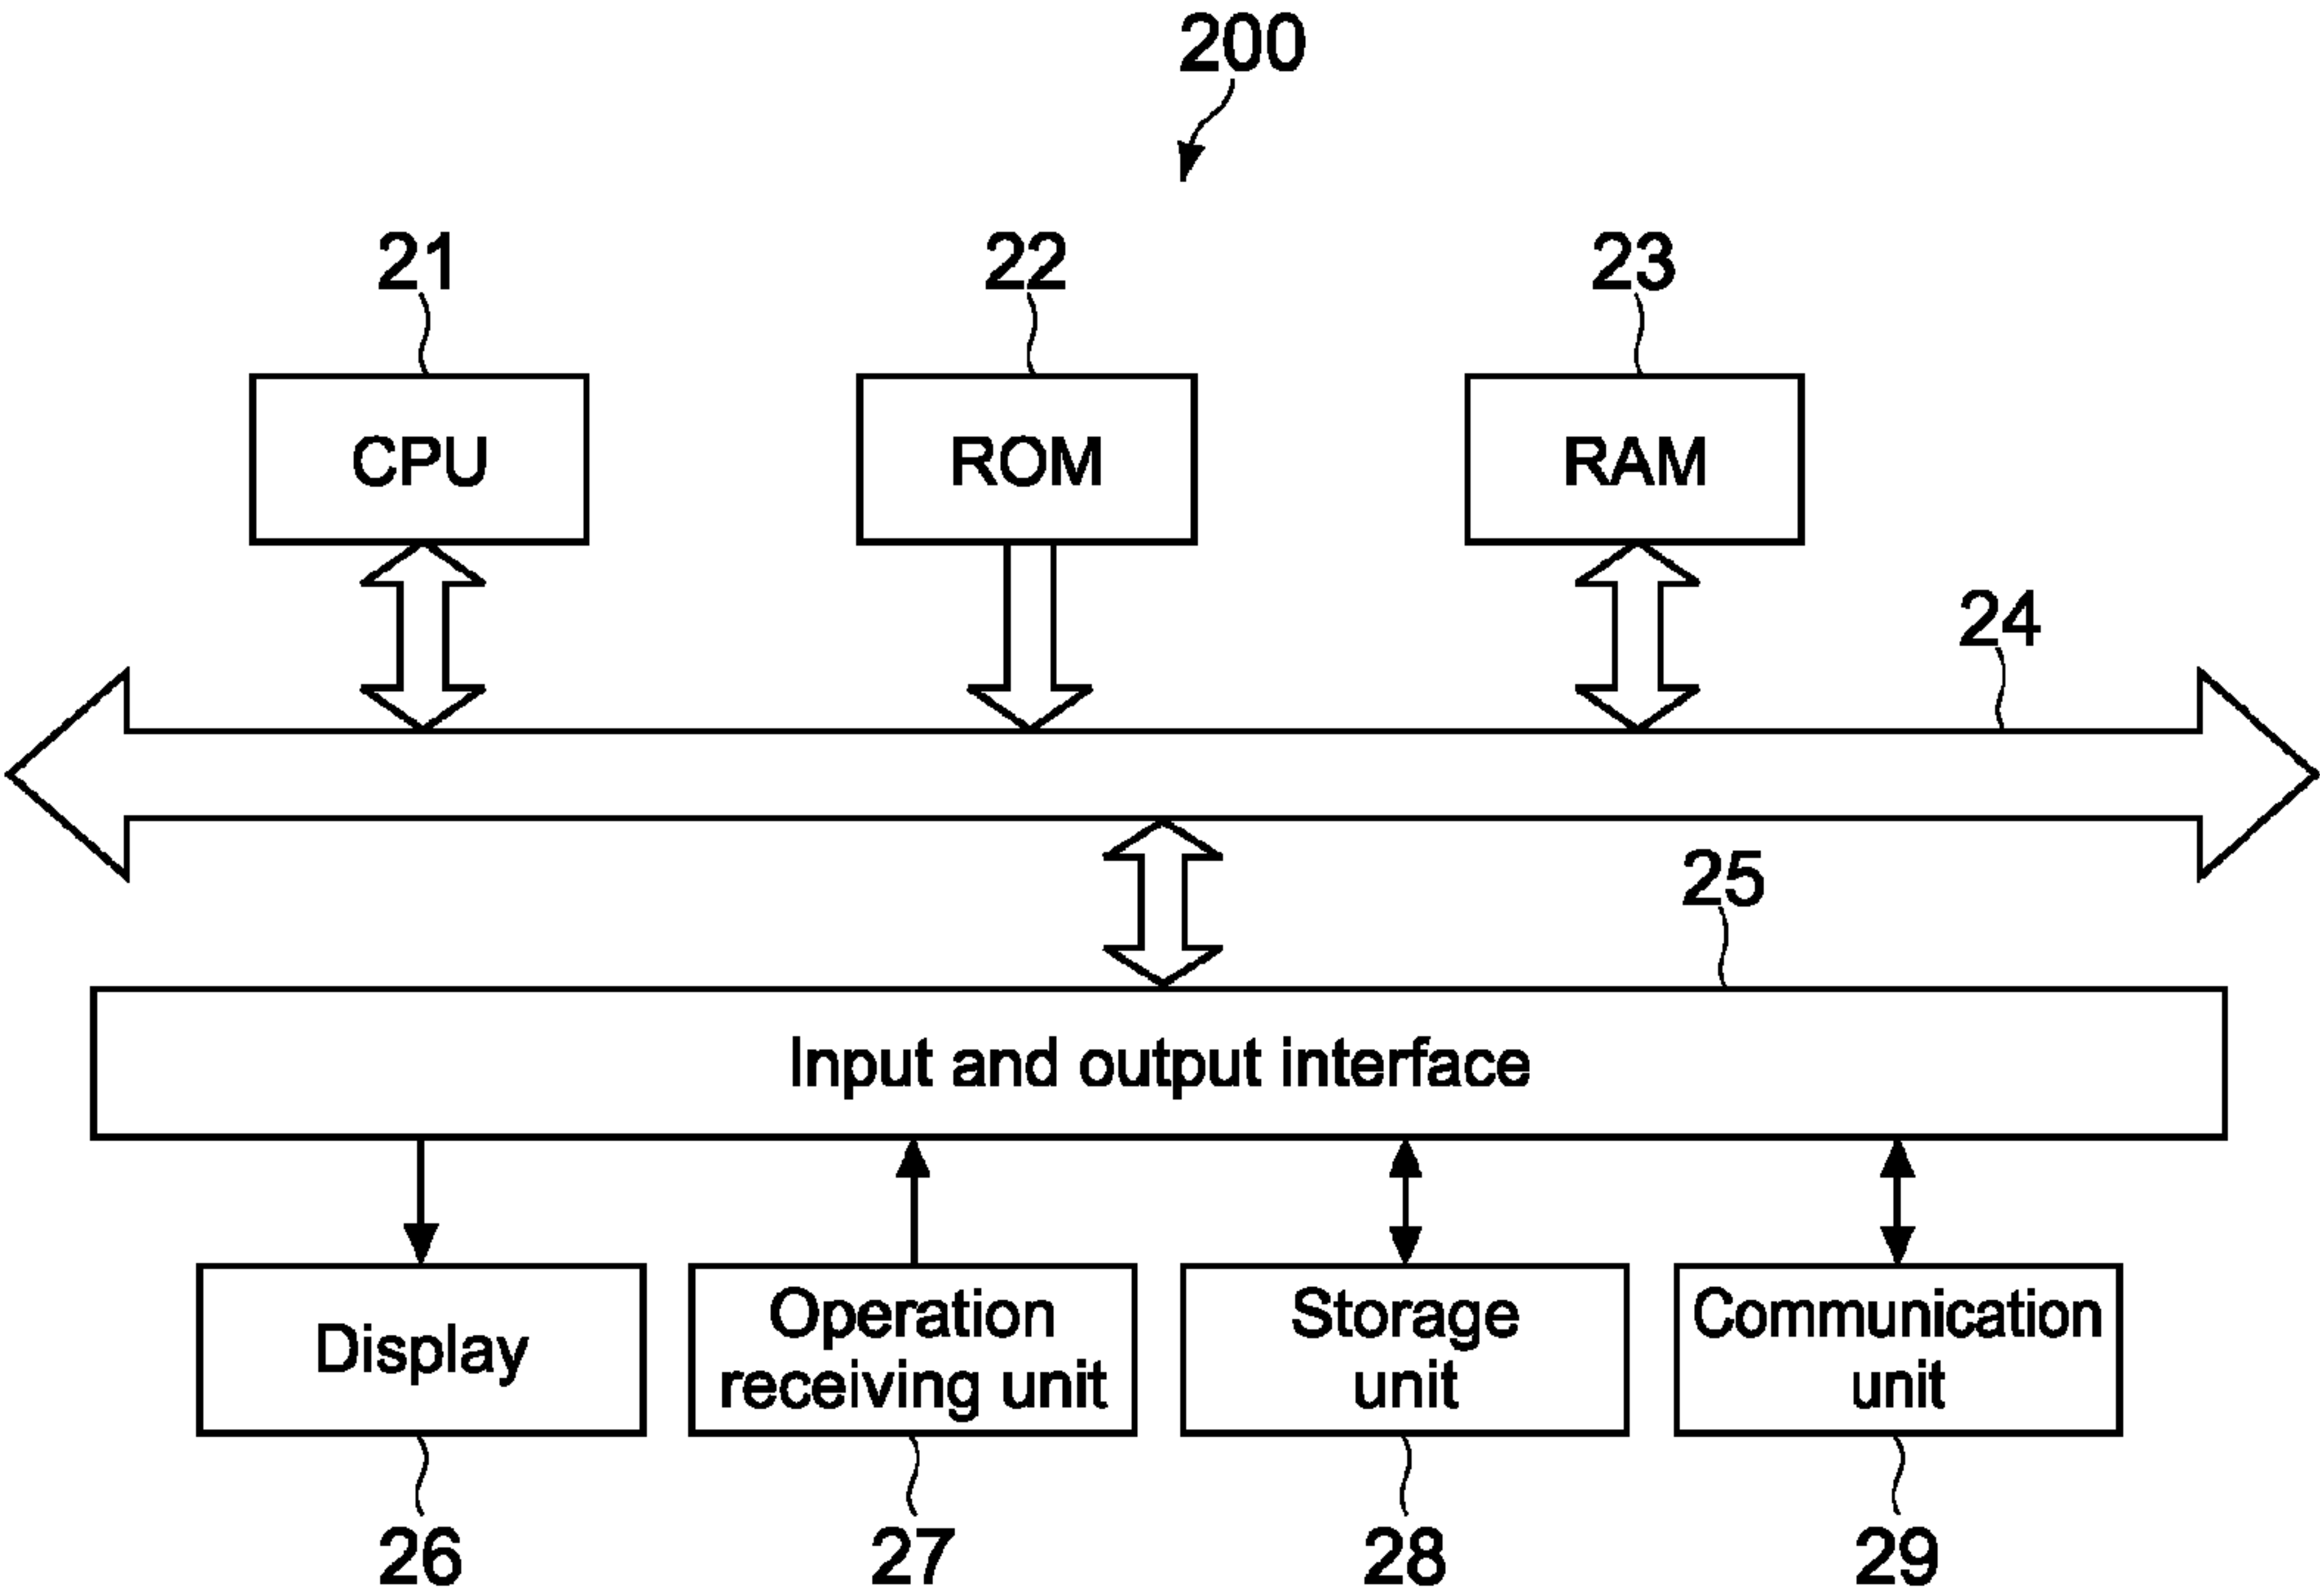 200
21
22
23
CPU
ROM
RAM
24
25
Input and output interface
Display
Operation
receiving unit
Storage
unit
Communication
unit
26
27
28
29